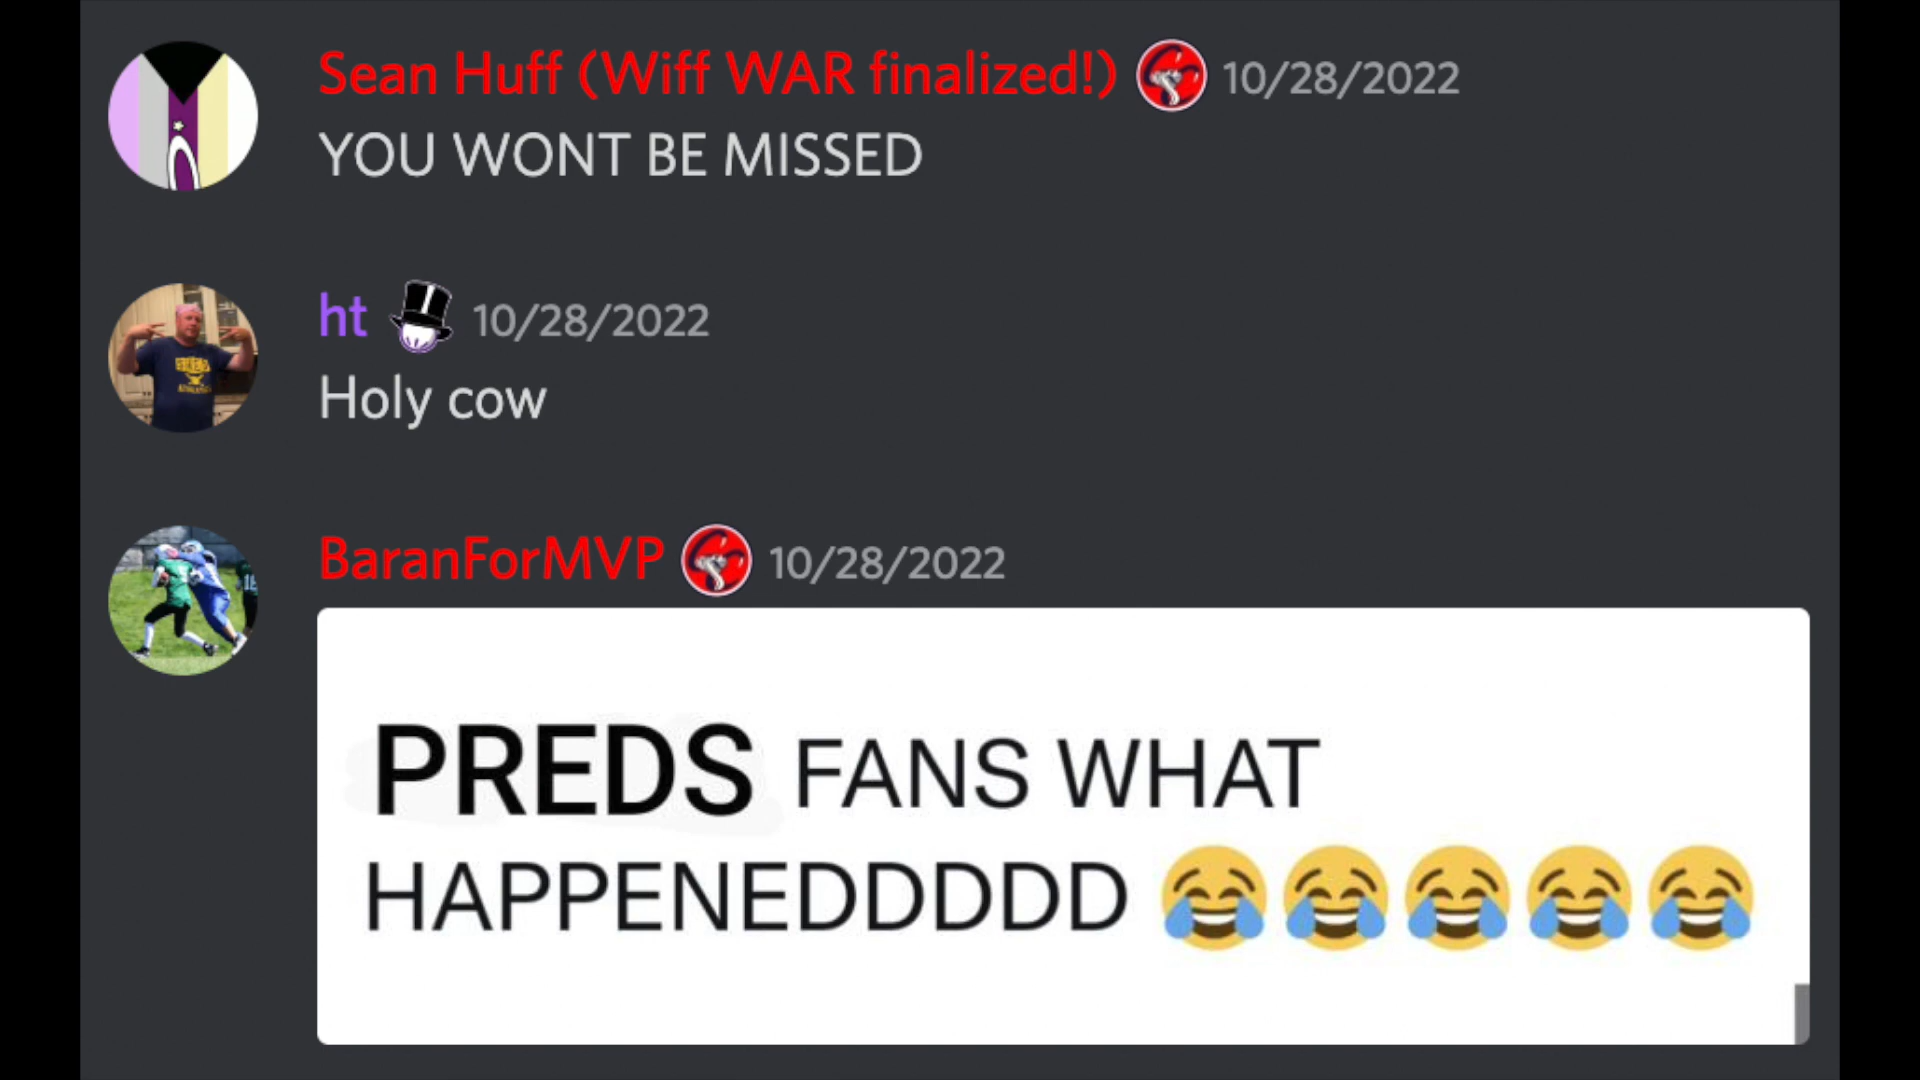 Sean Huff (Wiff WAR finalized!) 10/28/2022
YOU WONT BE MISSED
ht 10/28/2022
Holy cow
BaranForMVP 10/28/2022
PREDS FANS WHAT
HAPPENEDDDDD 😂😂😂😂😂